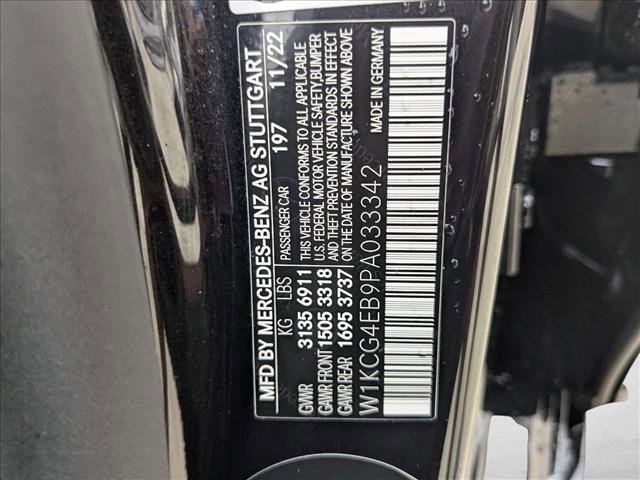 MFD BY MERCEDES-BENZ AG STUTTGART
PASSENGER CAR 197 11/22
KG LBS
GVWR 3135 6911
GAWR FRONT 1505 3318
GAWR REAR 1695 3737
THIS VEHICLE CONFORMS TO ALL APPLICABLE
U.S. FEDERAL MOTOR VEHICLE SAFETY,BUMPER
AND THEFT PREVENTION STANDARDS IN EFFECT
ON THE DATE OF MANUFACTURE SHOWN ABOVE
W1KCG4EB9PA033342
MADE IN GERMANY